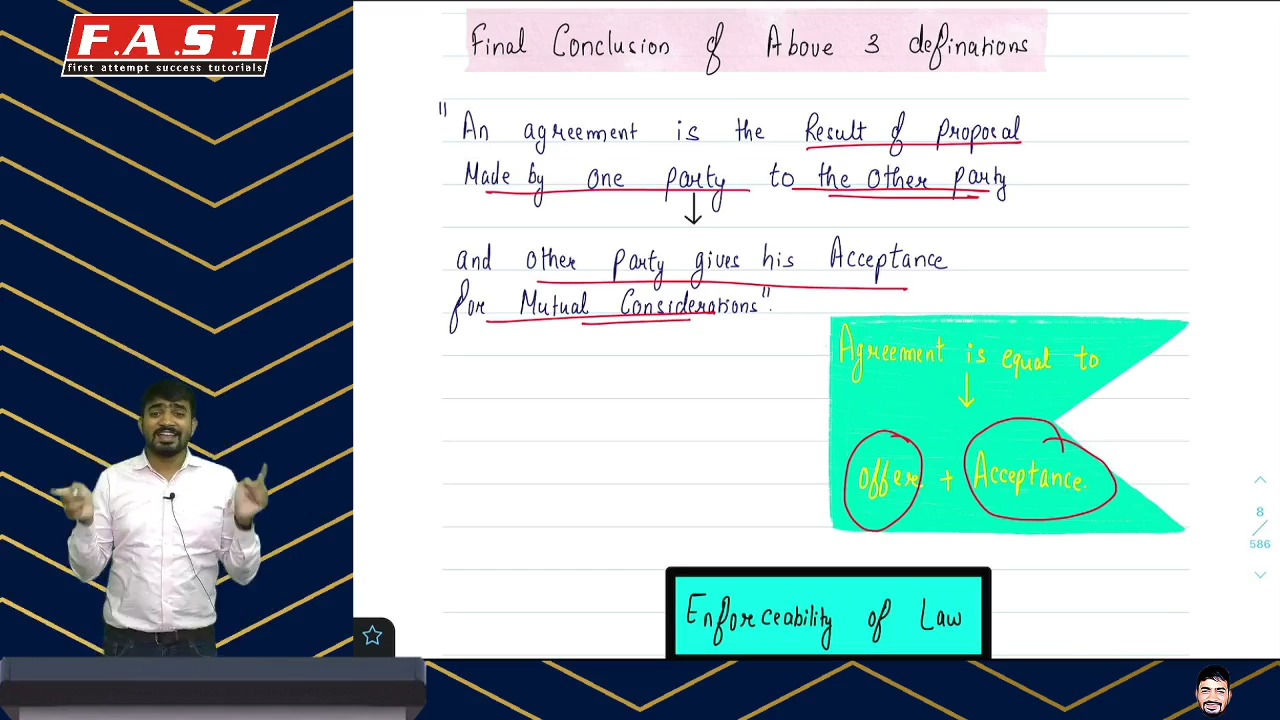 F.A.S.T
first attempt success tutorials
Final Conclusion of Above 3 definations
"An agreement is the Result of Proposal
Made by one party to the other party
and other party gives his Acceptance
for Mutual Considerations".
Agreement is equal to
offer + Acceptance.
Enforceability of Law
8
/
586